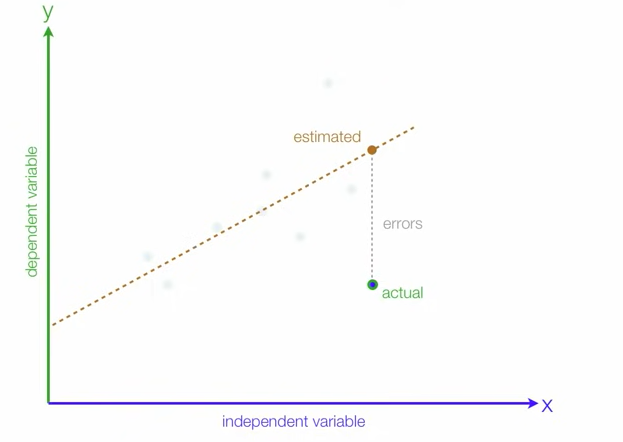 y
dependent variable
estimated
errors
actual
x
independent variable